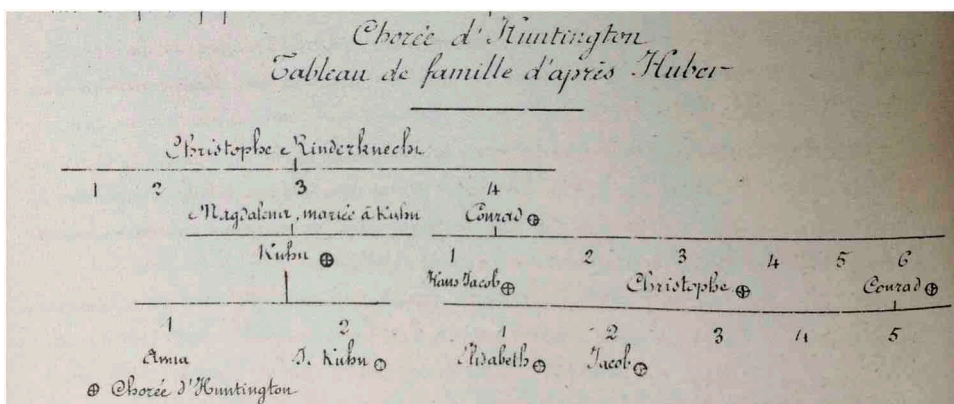 Chorée d'Huntington
Tableau de famille d'après Huber
Christophe Rinderknecht
1 2 3 4
Magdalena, mariée à Kuhn Conrad ⊕
Kuhn ⊕ 1 2 3 4 5 6
Hans Jacob ⊕ Christophe ⊕ Conrad ⊕
1 2 1 2 3 4 5
Anna J. Kuhn ⊕ Elisabeth ⊕ Jacob ⊕
⊕ Chorée d'Huntington